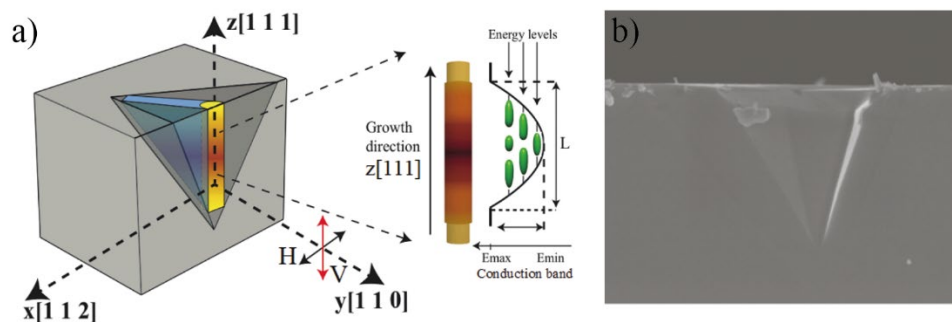 a)
z[1 1 1]
x[1 1 2]
y[1 1 0]
H
V
Growth
direction
z[111]
Energy levels
L
Emax
Emin
Conduction band
b)